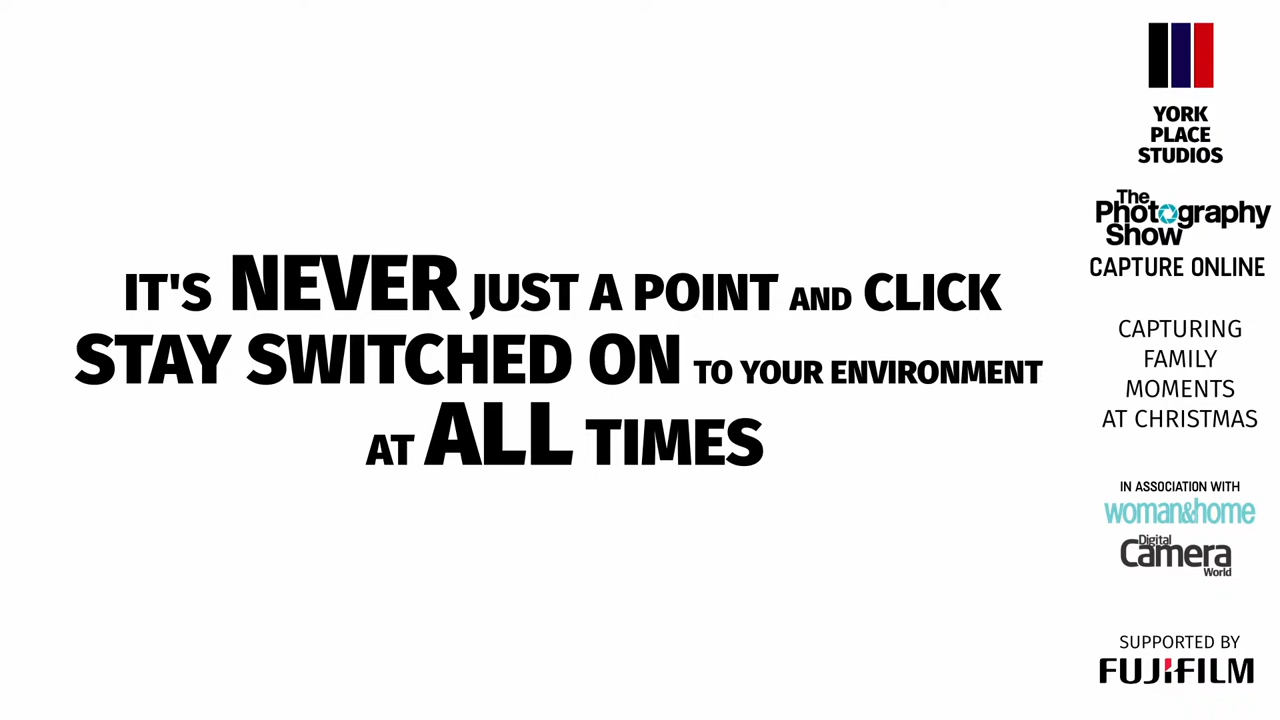 IT'S NEVER JUST A POINT AND CLICK
STAY SWITCHED ON TO YOUR ENVIRONMENT
AT ALL TIMES
YORK
PLACE
STUDIOS
The
Photography
Show
CAPTURE ONLINE
CAPTURING
FAMILY
MOMENTS
AT CHRISTMAS
IN ASSOCIATION WITH
woman&home
Digital
Camera
World
SUPPORTED BY
FUJIFILM